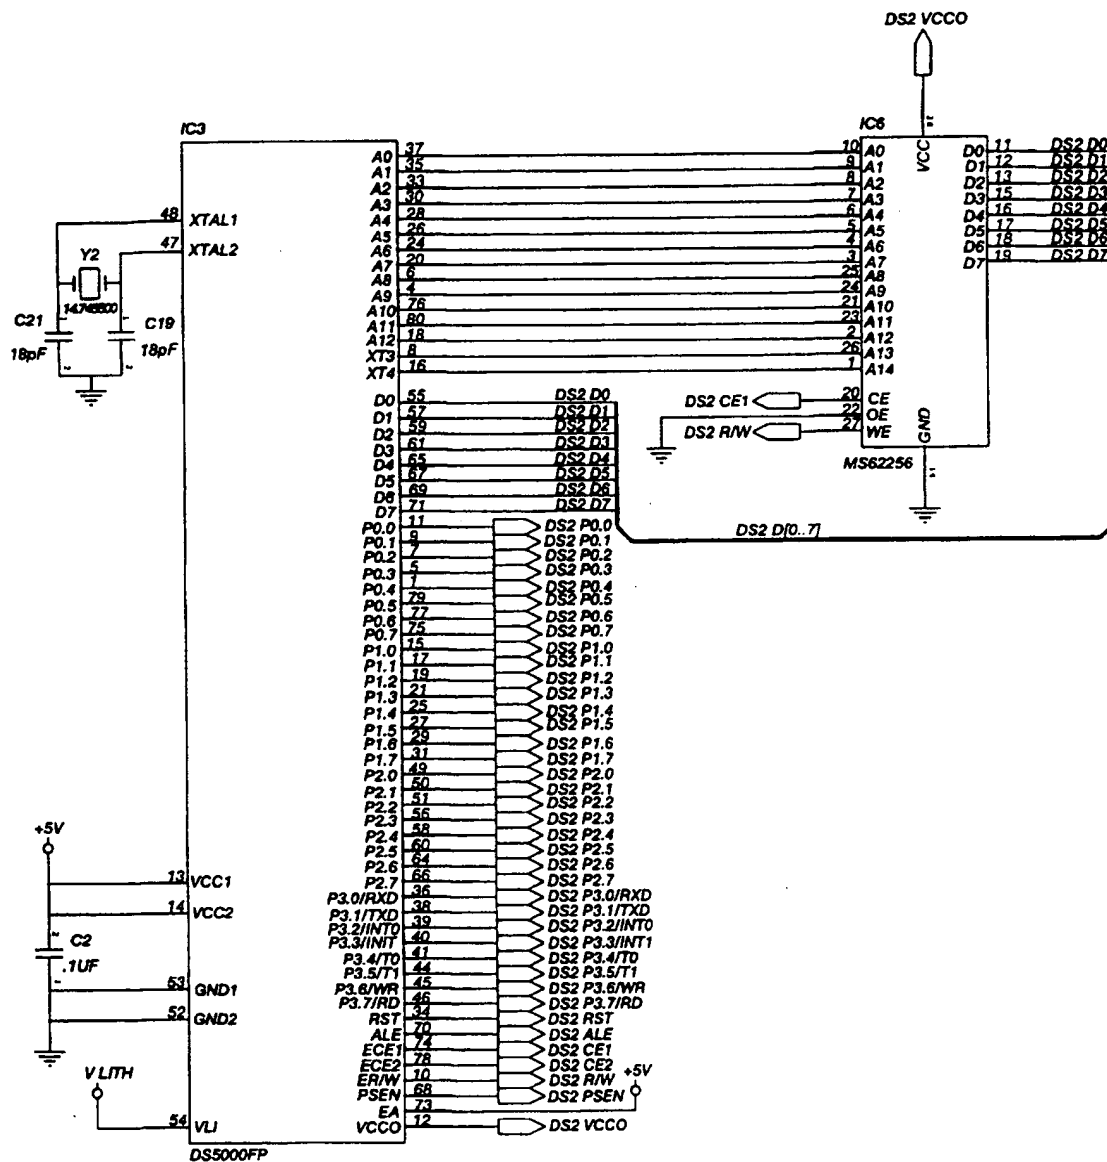 DS2 VCCO
IC3
IC6
37 A0
35 A1
33 A2
30 A3
28 A4
26 A5
24 A6
20 A7
6 A8
4 A9
76 A10
80 A11
18 A12
8 XT3
16 XT4
10 A0
9 A1
8 A2
7 A3
6 A4
5 A5
4 A6
3 A7
25 A8
24 A9
21 A10
23 A11
2 A12
26 A13
1 A14
VCC
D0 11 DS2 D0
D1 12 DS2 D1
D2 13 DS2 D2
D3 15 DS2 D3
D4 16 DS2 D4
D5 17 DS2 D5
D6 18 DS2 D6
D7 19 DS2 D7
48 XTAL1
47 XTAL2
Y2
C21
18pF
C19
18pF
DS2 CE1 20 CE
22 OE
DS2 R/W 27 WE
GND
MS62256
D0 55 DS2 D0
D1 57 DS2 D1
D2 59 DS2 D2
D3 61 DS2 D3
D4 65 DS2 D4
D5 67 DS2 D5
D6 69 DS2 D6
D7 71 DS2 D7
DS2 D[0..7]
P0.0 11 DS2 P0.0
P0.1 9 DS2 P0.1
P0.2 7 DS2 P0.2
P0.3 5 DS2 P0.3
P0.4 1 DS2 P0.4
P0.5 79 DS2 P0.5
P0.6 77 DS2 P0.6
P0.7 75 DS2 P0.7
P1.0 15 DS2 P1.0
P1.1 17 DS2 P1.1
P1.2 19 DS2 P1.2
P1.3 21 DS2 P1.3
P1.4 25 DS2 P1.4
P1.5 27 DS2 P1.5
P1.6 29 DS2 P1.6
P1.7 31 DS2 P1.7
P2.0 49 DS2 P2.0
P2.1 50 DS2 P2.1
P2.2 51 DS2 P2.2
P2.3 56 DS2 P2.3
P2.4 58 DS2 P2.4
P2.5 60 DS2 P2.5
P2.6 64 DS2 P2.6
P2.7 66 DS2 P2.7
P3.0/RXD 36 DS2 P3.0/RXD
P3.1/TXD 38 DS2 P3.1/TXD
P3.2/INT0 39 DS2 P3.2/INT0
P3.3/INIT 40 DS2 P3.3/INT1
P3.4/T0 41 DS2 P3.4/T0
P3.5/T1 44 DS2 P3.5/T1
P3.6/WR 45 DS2 P3.6/WR
P3.7/RD 46 DS2 P3.7/RD
RST 34 DS2 RST
ALE 70 DS2 ALE
ECE1 74 DS2 CE1
ECE2 78 DS2 CE2
ER/W 10 DS2 R/W
PSEN 68 DS2 PSEN
EA 73 +5V
VCCO 12 DS2 VCCO
+5V
13 VCC1
14 VCC2
C2
.1UF
53 GND1
52 GND2
V LITH
54 VLI
DS5000FP